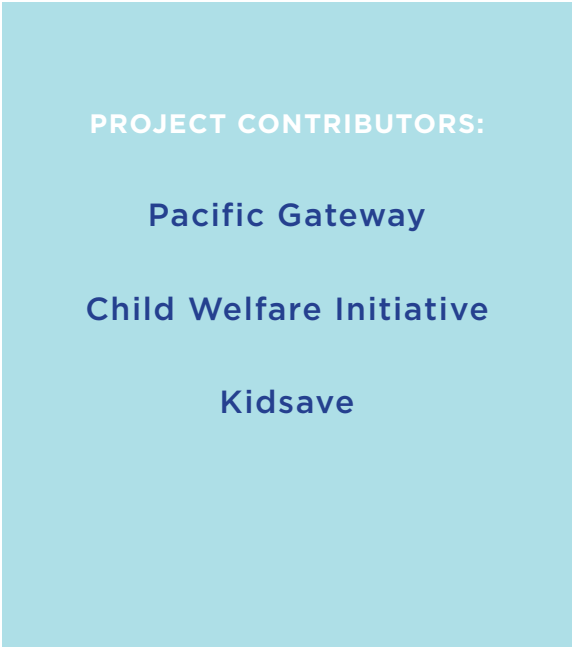 PROJECT CONTRIBUTORS:
Pacific Gateway
Child Welfare Initiative
Kidsave